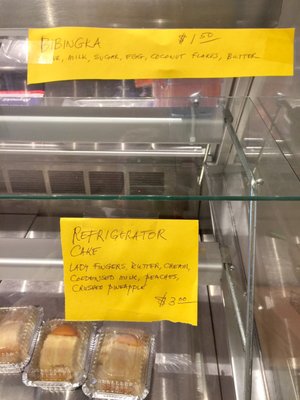 BIBINGKA $1.50
MILK, SUGAR, EGG, COCONUT FLAKES, BUTTER
REFRIGERATOR
CAKE
LADY FINGERS, BUTTER, CREAM,
CONDENSED MILK, PEACHES,
CRUSHED PINEAPPLE
$3.00